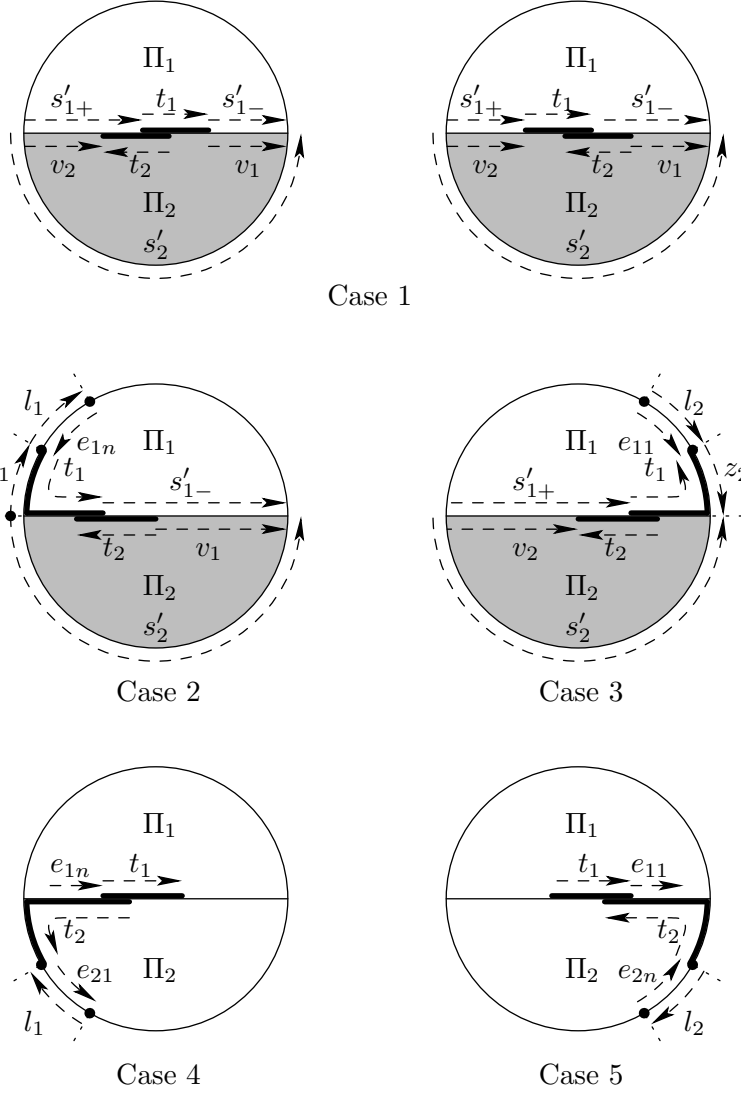 Π₁ Π₁
s′₁₊ t₁ s′₁₋ s′₁₊ t₁ s′₁₋
v₂ t₂ v₁ v₂ t₂ v₁
Π₂ Π₂
s′₂ s′₂
Case 1
l₁ l₂
e₁ₙ Π₁ Π₁ e₁₁
1 t₁ s′₁₋ s′₁₊ t₁
t₂ v₁ v₂ t₂
Π₂ Π₂
s′₂ s′₂
Case 2 Case 3
Π₁ Π₁
e₁ₙ t₁ t₁ e₁₁
t₂ t₂
e₂₁ Π₂ Π₂ e₂ₙ
l₁ l₂
Case 4 Case 5